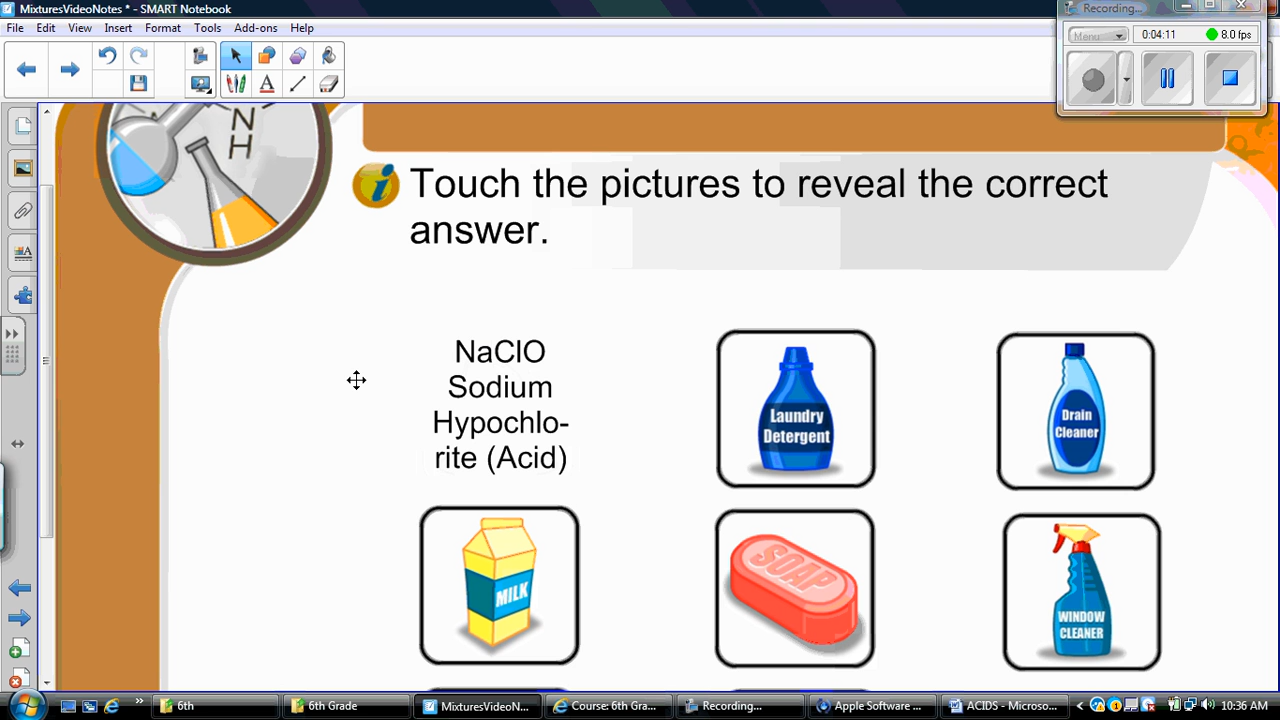 MixturesVideoNotes * - SMART Notebook
Recording...
File Edit View Insert Format Tools Add-ons Help
Menu
0:04:11
8.0 fps
A
N
H
i Touch the pictures to reveal the correct
answer.
NaClO
Sodium
Hypochlo-
rite (Acid)
Laundry
Detergent
Drain
Cleaner
MILK
SOAP
WINDOW
CLEANER
6th
6th Grade
MixturesVideoN...
Course: 6th Gra...
Recording...
Apple Software ...
ACIDS - Microso...
10:36 AM